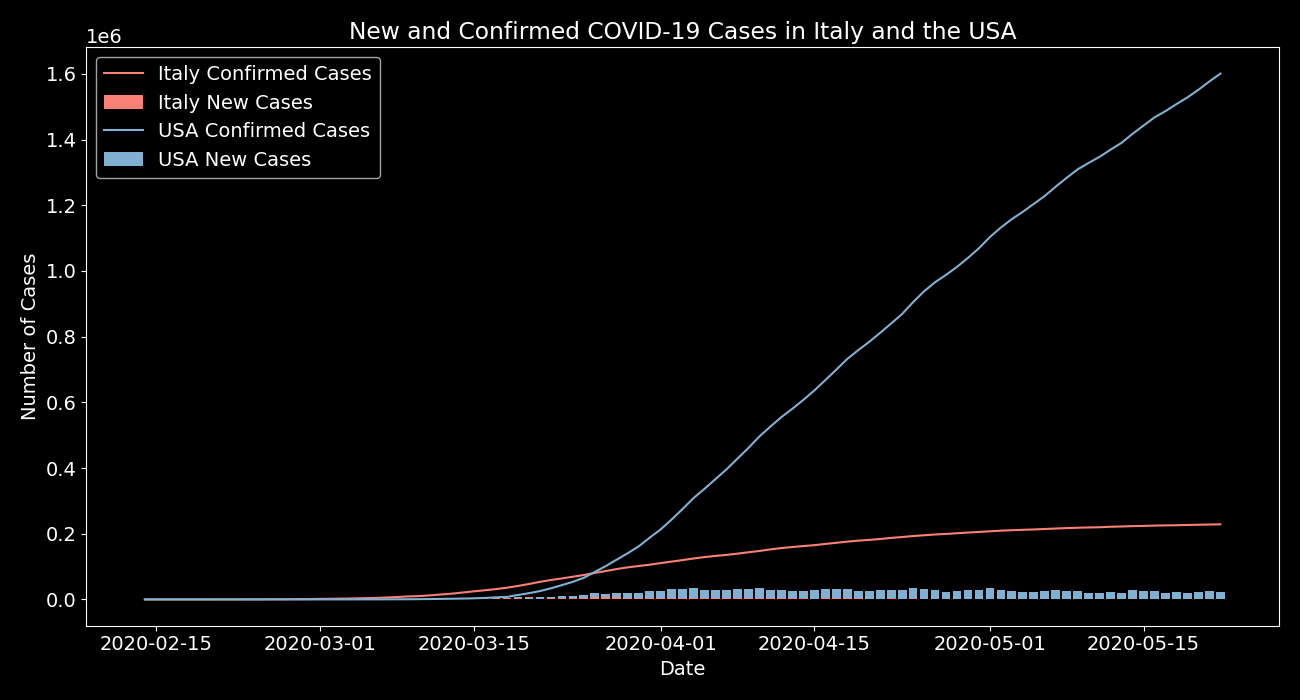 New and Confirmed COVID-19 Cases in Italy and the USA
1e6
Italy Confirmed Cases
Italy New Cases
USA Confirmed Cases
USA New Cases
1.6
1.4
1.2
1.0
0.8
0.6
0.4
0.2
0.0
Number of Cases
2020-02-15 2020-03-01 2020-03-15 2020-04-01 2020-04-15 2020-05-01 2020-05-15
Date